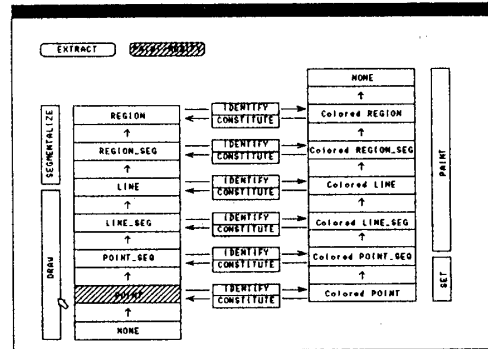 EXTRACT
NONE
REGION
IDENTIFY
CONSTITUTE
Colored REGION
REGION_SEG
IDENTIFY
CONSTITUTE
Colored REGION_SEG
LINE
IDENTIFY
CONSTITUTE
Colored LINE
LINE_SEG
IDENTIFY
CONSTITUTE
Colored LINE_SEG
POINT_SEQ
IDENTIFY
CONSTITUTE
Colored POINT_SEQ
POINT
IDENTIFY
CONSTITUTE
Colored POINT
NONE
SEGMENTALIZE
DRAW
PAINT
SET